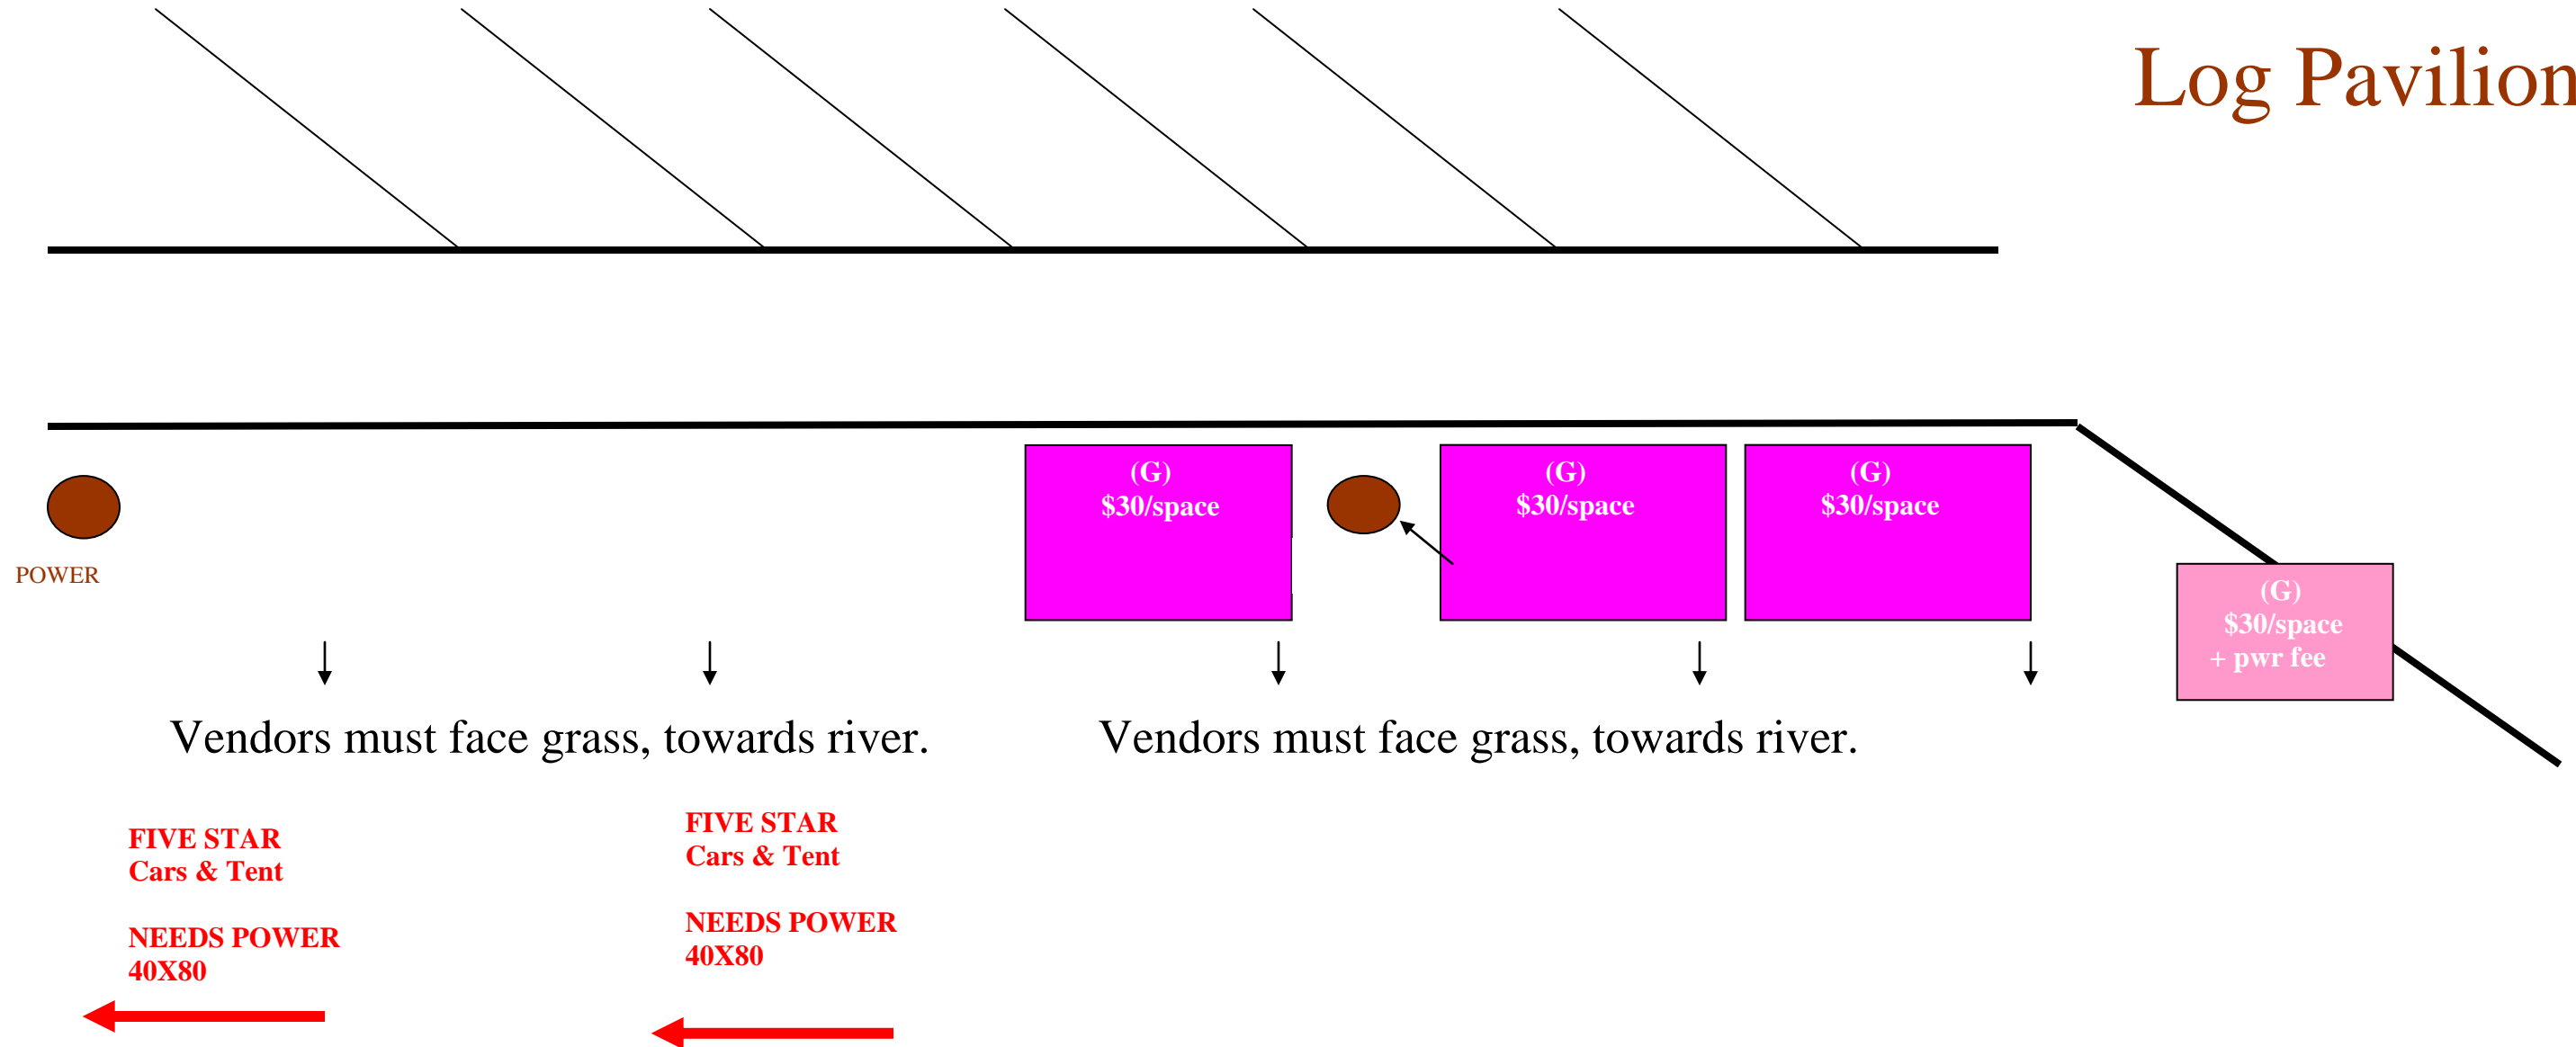 Log Pavilion
(G)
$30/space
(G)
$30/space
(G)
$30/space
POWER
(G)
$30/space
+ pwr fee
Vendors must face grass, towards river.
Vendors must face grass, towards river.
FIVE STAR
Cars & Tent
NEEDS POWER
40X80
FIVE STAR
Cars & Tent
NEEDS POWER
40X80